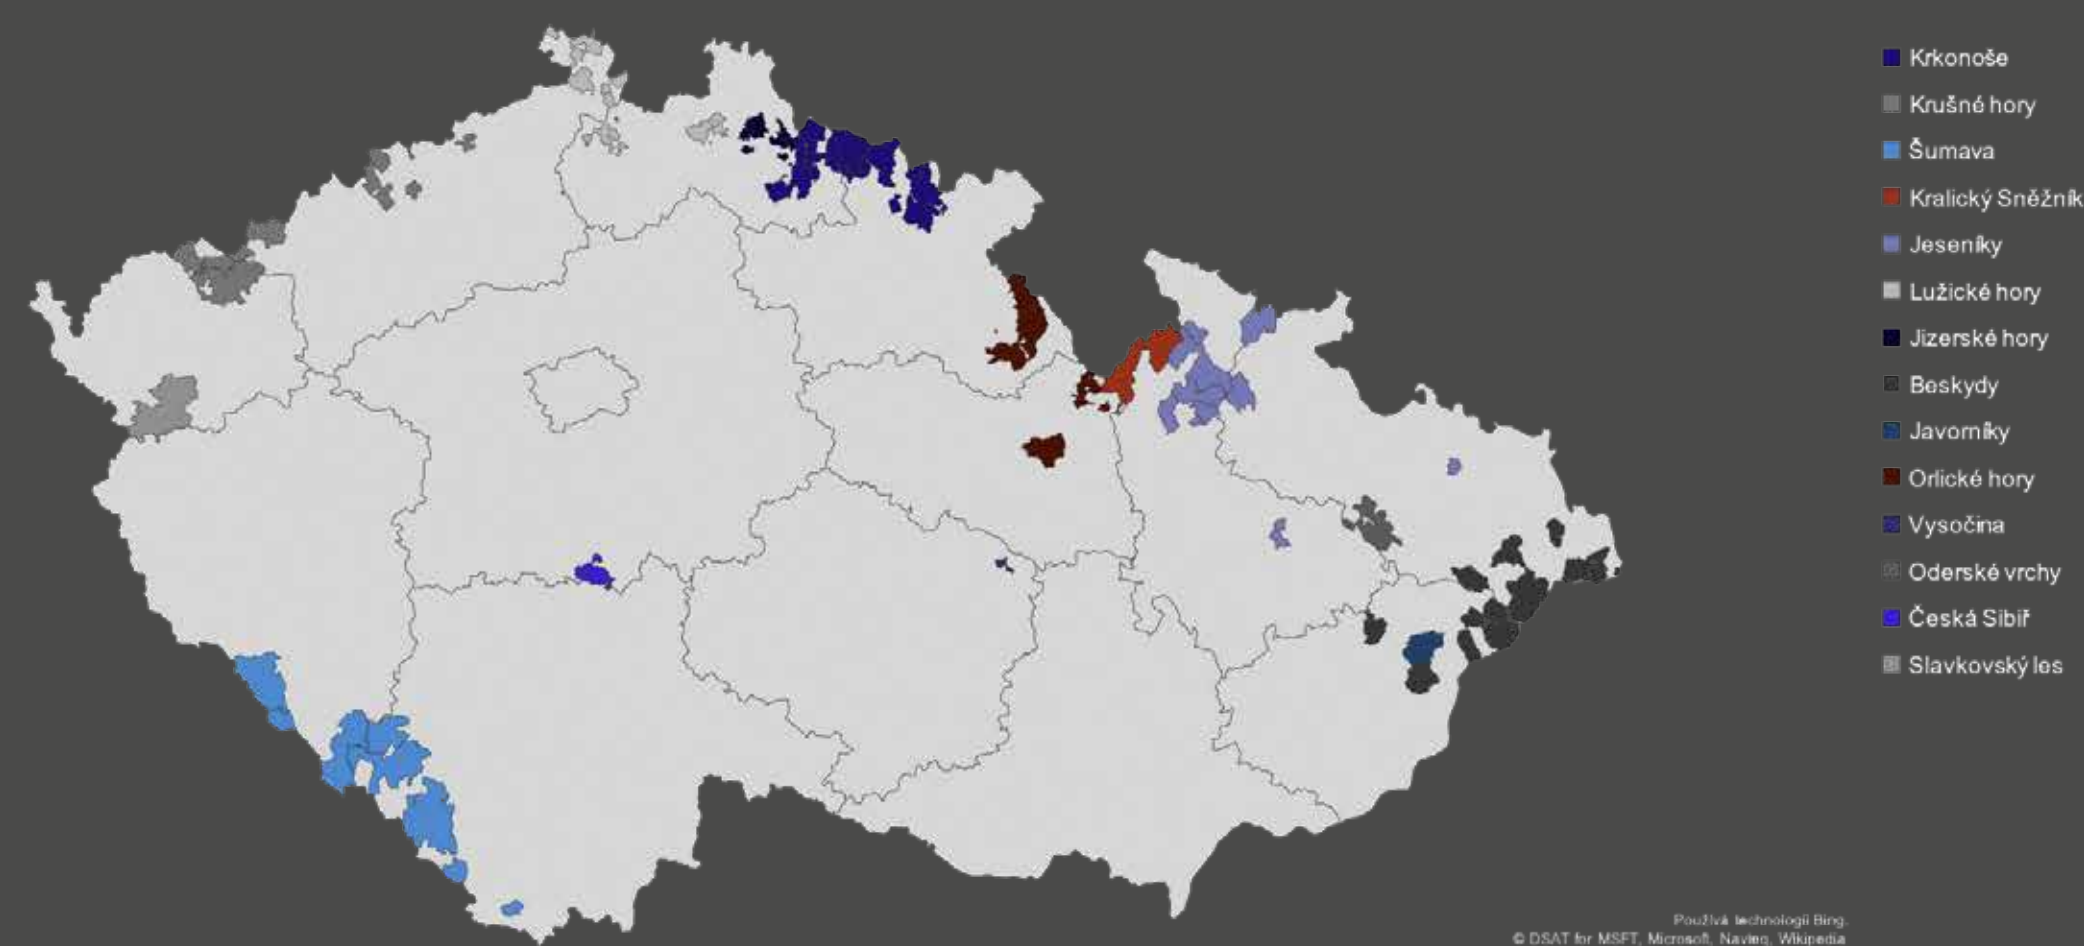 Krkonoše
Krušné hory
Šumava
Kralický Sněžník
Jeseníky
Lužické hory
Jizerské hory
Beskydy
Javorníky
Orlické hory
Vysočina
Oderské vrchy
Česká Sibiř
Slavkovský les
Používá technologii Bing.
© DSAT for MSFT, Microsoft, Navteq, Wikipedia